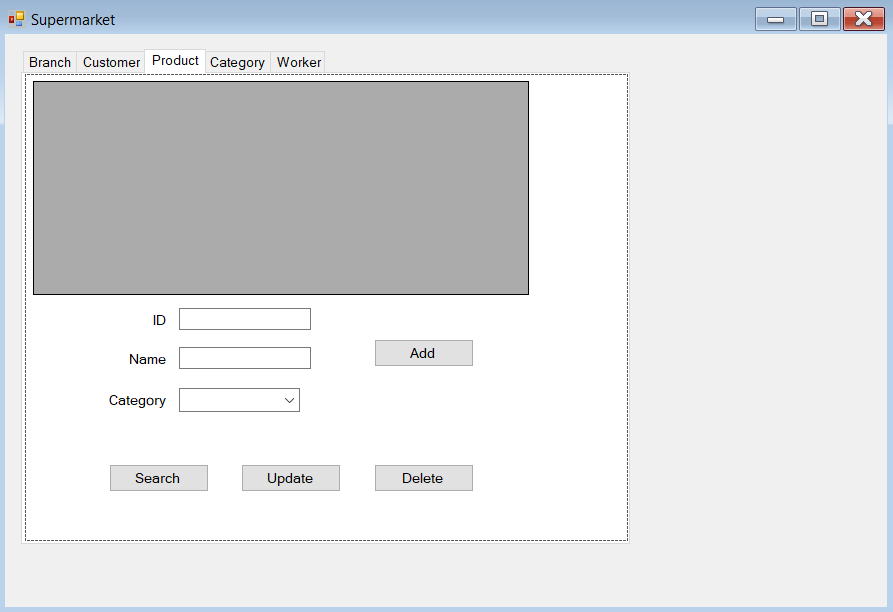 Supermarket
Branch Customer Product Category Worker
ID
Name
Add
Category
Search Update Delete